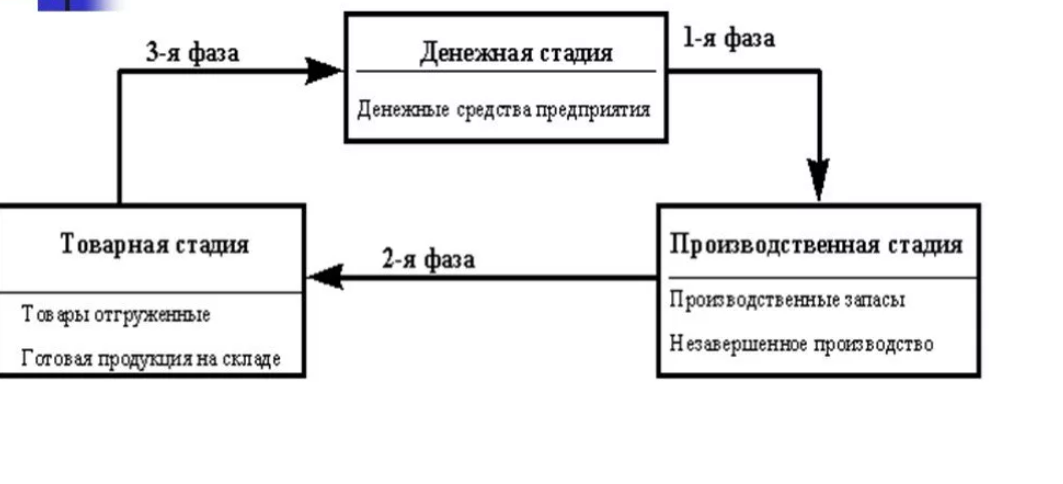 3-я фаза
Денежная стадия
1-я фаза
Денежные средства предприятия
Товарная стадия
2-я фаза
Производственная стадия
Товары отгруженные
Готовая продукция на складе
Производственные запасы
Незавершенное производство